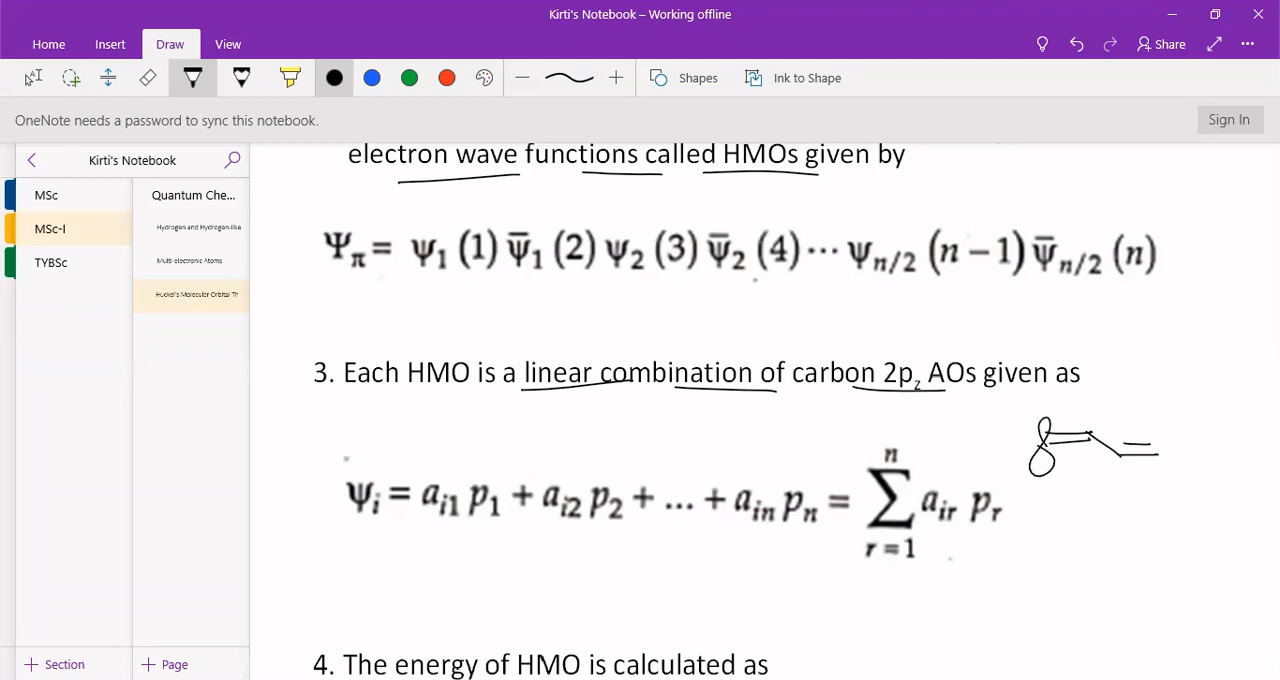 Kirti's Notebook – Working offline
Home Insert Draw View Share
Shapes Ink to Shape
OneNote needs a password to sync this notebook. Sign In
Kirti's Notebook
MSc
MSc-I
TYBSc
Quantum Che...
Hydrogen and Hydrogen-like
Multi electronic Atoms
Huckel's Molecular Orbital Th
electron wave functions called HMOs given by
Ψπ = ψ1 (1) ψ̅1 (2) ψ2 (3) ψ̅2 (4) ··· ψn/2 (n − 1) ψ̅n/2 (n)
3. Each HMO is a linear combination of carbon 2pz AOs given as
ψi = ai1 p1 + ai2 p2 + ... + ain pn = ∑ r = 1 n air pr
4. The energy of HMO is calculated as
+ Section + Page